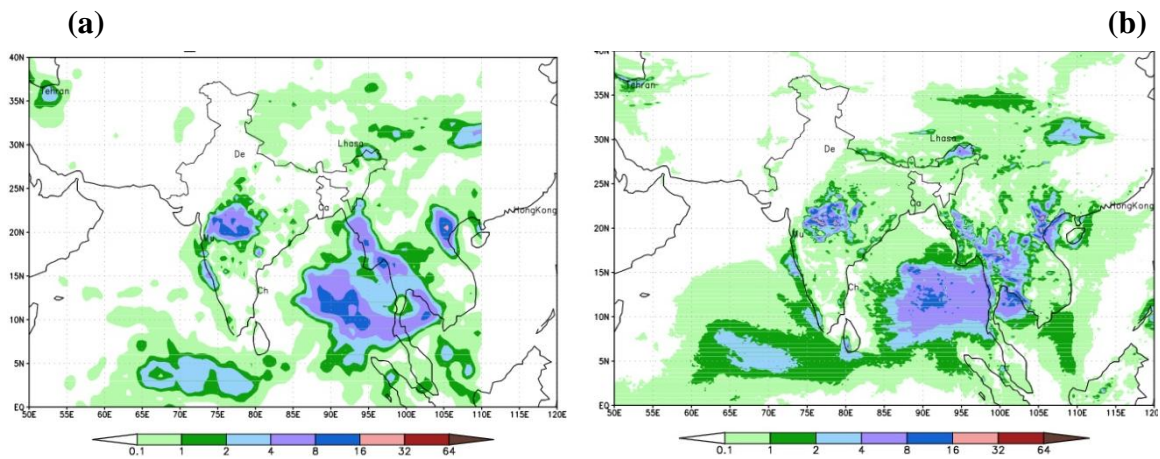 (a) (b)
40N 40N
35N Tehran 35N Tehran
30N Lhasa 30N Lhasa
De De
25N 25N
Ca HongKong Ca HongKong
20N 20N
Mu Mu
15N 15N
Ch Ch
10N 10N
5N 5N
EQ EQ
50E 55E 60E 65E 70E 75E 80E 85E 90E 95E 100E 105E 110E 115E 120E 50E 55E 60E 65E 70E 75E 80E 85E 90E 95E 100E 105E 110E 115E 120E
0.1 1 2 4 8 16 32 64 0.1 1 2 4 8 16 32 64